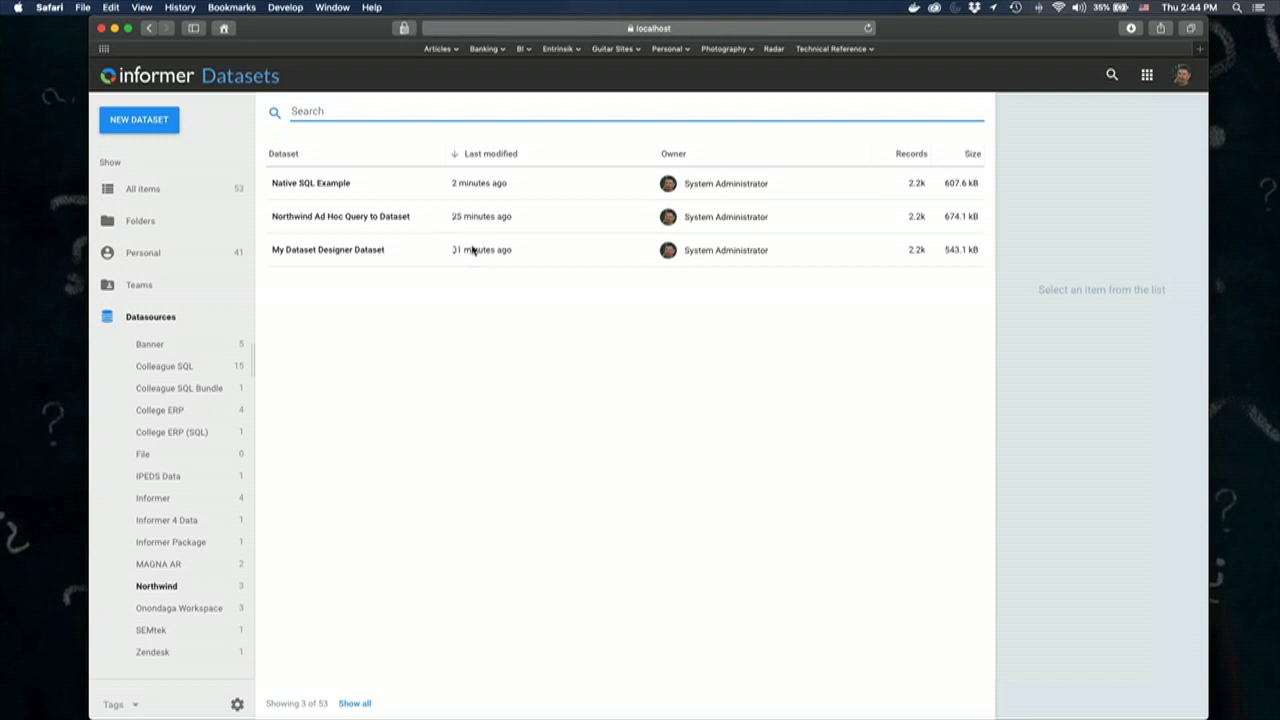 Safari File Edit View History Bookmarks Develop Window Help 35% Thu 2:44 PM
localhost
Articles Banking BI Entrinsik Guitar Sites Personal Photography Radar Technical Reference
informer Datasets
NEW DATASET
Search
Show
Dataset Last modified Owner Records Size
All items 53
Native SQL Example 2 minutes ago System Administrator 2.2k 607.6 kB
Folders
Northwind Ad Hoc Query to Dataset 25 minutes ago System Administrator 2.2k 674.1 kB
Personal 41
My Dataset Designer Dataset minutes ago System Administrator 2.2k 543.1 kB
Teams
Select an item from the list
Datasources
Banner 5
Colleague SQL 15
Colleague SQL Bundle 1
College ERP 4
College ERP (SQL) 1
File 0
IPEDS Data 1
Informer 4
Informer 4 Data 1
Informer Package 1
MAGNA AR 2
Northwind 3
Onondaga Workspace 3
SEMtek 1
Zendesk 1
Tags
Showing 3 of 53 Show all